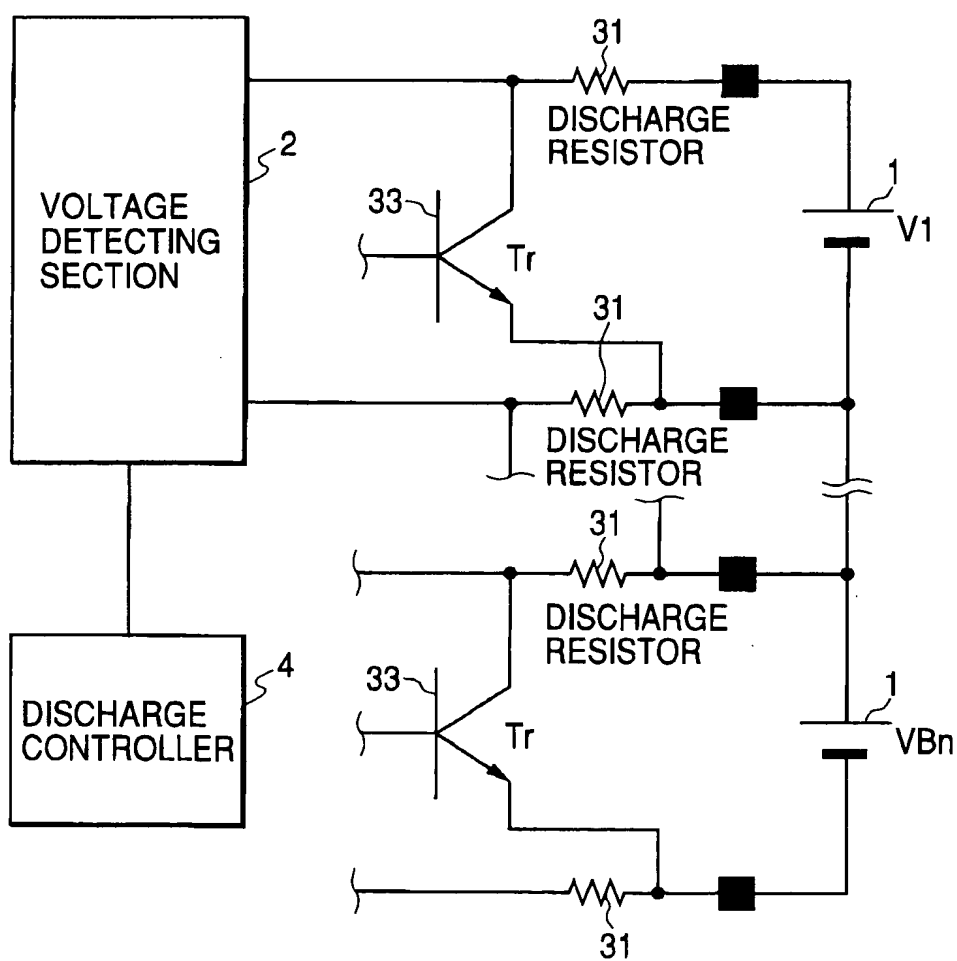 31
DISCHARGE
RESISTOR
2
VOLTAGE
DETECTING
SECTION
33
Tr
1
V1
31
DISCHARGE
RESISTOR
31
DISCHARGE
RESISTOR
4
DISCHARGE
CONTROLLER
33
Tr
1
VBn
31